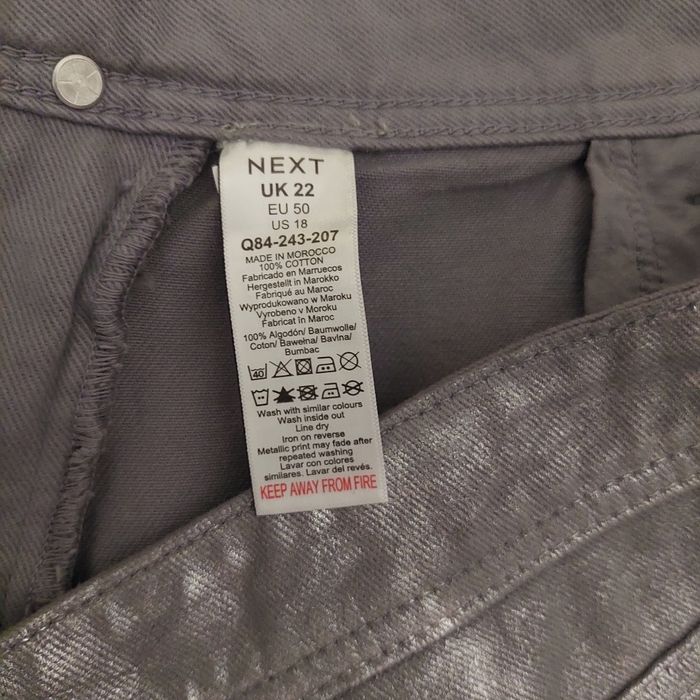 NEXT
UK 22
EU 50
US 18
Q84-243-207
MADE IN MOROCCO
100% COTTON
Fabricado en Marruecos
Hergestellt in Marokko
Fabriqué au Maroc
Wyprodukowano w Maroku
Vyrobeno v Moroku
Fabricat în Maroc
100% Algodón/ Baumwolle/
Coton/ Bawełna/ Bavlna/
Bumbac
40
Wash with similar colours
Wash inside out
Line dry
Iron on reverse
Metallic print may fade after
repeated washing
Lavar con colores
similares. Lavar del revés.
KEEP AWAY FROM FIRE